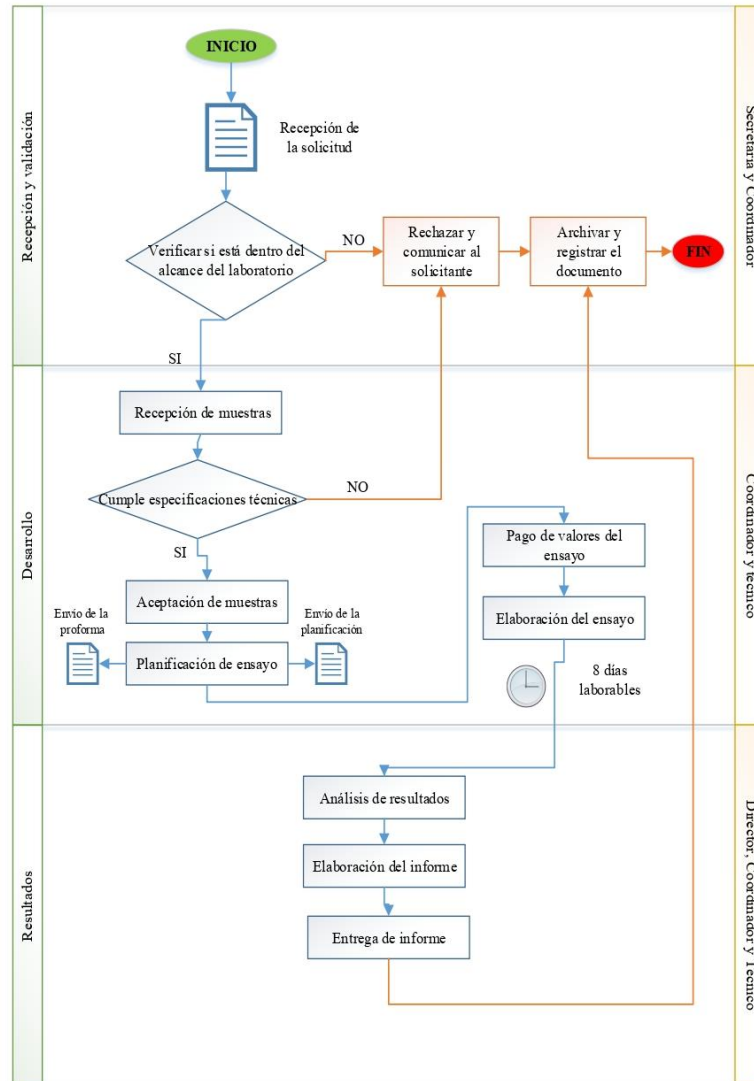 INICIO
Recepción de
la solicitud
Verificar si está dentro del
alcance del laboratorio
NO
Rechazar y
comunicar al
solicitante
Archivar y
registrar el
documento
FIN
SI
Recepción y validación
Secretaria y Coordinador
Recepción de muestras
Cumple especificaciones técnicas
NO
SI
Aceptación de muestras
Envio de la
proforma
Planificación de ensayo
Envío de la
planificación
Pago de valores del
ensayo
Elaboración del ensayo
8 días
laborables
Desarrollo
Coordinador y técnico
Análisis de resultados
Elaboración del informe
Entrega de informe
Resultados
Director, Coordinador y Técnico